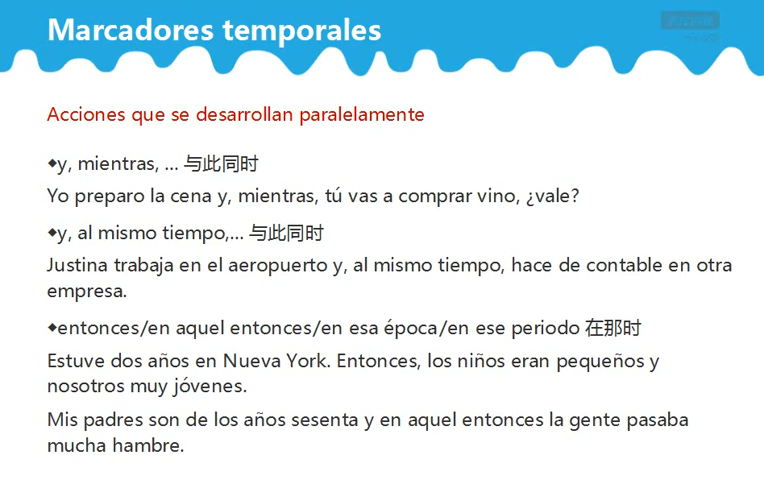 Marcadores temporales
Acciones que se desarrollan paralelamente
◆y, mientras, ... 与此同时
Yo preparo la cena y, mientras, tú vas a comprar vino, ¿vale?
◆y, al mismo tiempo,... 与此同时
Justina trabaja en el aeropuerto y, al mismo tiempo, hace de contable en otra
empresa.
◆entonces/en aquel entonces/en esa época/en ese periodo 在那时
Estuve dos años en Nueva York. Entonces, los niños eran pequeños y
nosotros muy jóvenes.
Mis padres son de los años sesenta y en aquel entonces la gente pasaba
mucha hambre.